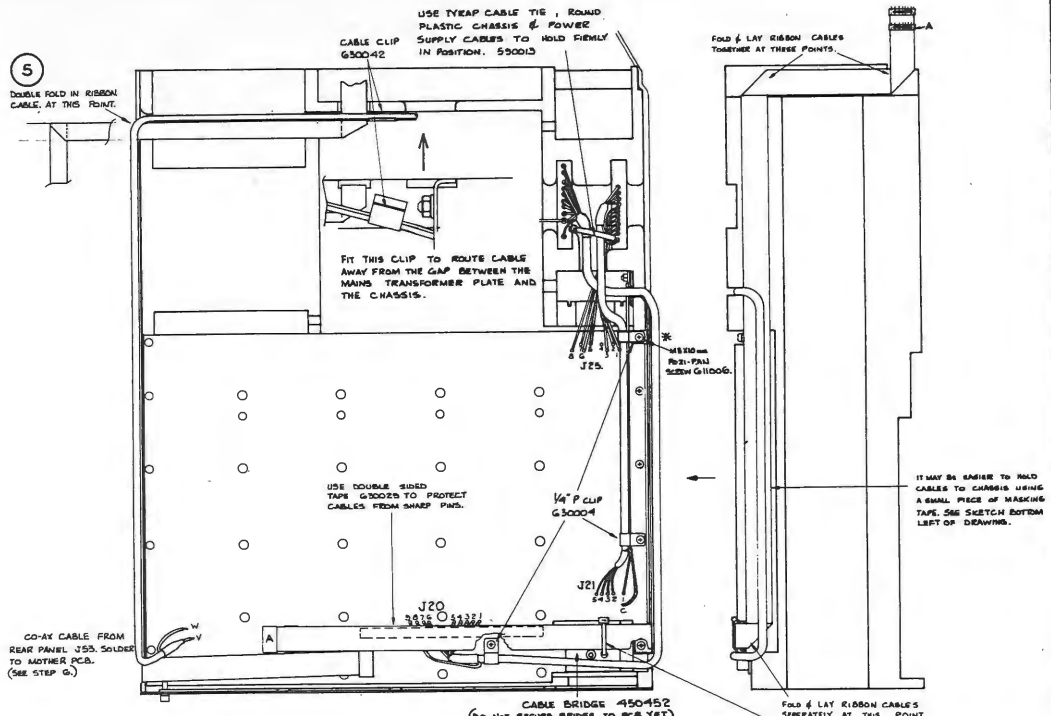 USE TYRAP CABLE TIE, ROUND
PLASTIC CHASSIS & POWER
SUPPLY CABLES TO HOLD FIRMLY
IN POSITION. 590013
CABLE CLIP
630042
FOLD & LAY RIBBON CABLES
TOGETHER AT THESE POINTS.
A
5
DOUBLE FOLD IN RIBBON
CABLE. AT THIS POINT.
FIT THIS CLIP TO ROUTE CABLE
AWAY FROM THE GAP BETWEEN THE
MAINS TRANSFORMER PLATE AND
THE CHASSIS.
J25.
*
POZI-PAN
SCREW 611006.
USE DOUBLE SIDED
TAPE 630025 TO PROTECT
CABLES FROM SHARP PINS.
1/4" P CLIP
630004
IT MAY BE EASIER TO HOLD
CABLES TO CHASSIS USING
A SMALL PIECE OF MASKING
TAPE. SEE SKETCH BOTTOM
LEFT OF DRAWING.
J21
5 4 3 2 1
C
J20
9 8 7 6 5 4 3 2 1
A
W
V
CO-AX CABLE FROM
REAR PANEL J53. SOLDER
TO MOTHER PCB.
(SEE STEP 6.)
CABLE BRIDGE 450452
(DO NOT SECURE BRIDGE TO PCB YET)
FOLD & LAY RIBBON CABLES
SEPERATELY AT THIS POINT